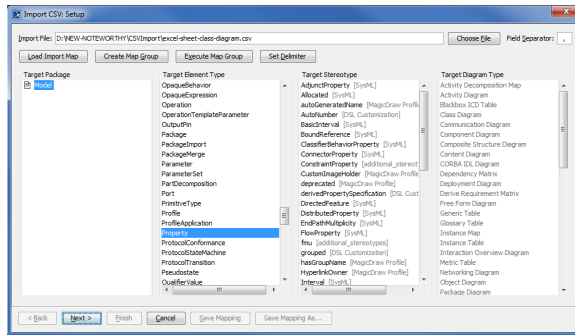 Import CSV: Setup
Import File: D:\NEW-NOTEWORTHY\CSVImport\excel-sheet-class-diagram.csv
Choose File
Field Separator: ,
Load Import Map
Create Map Group
Execute Map Group
Set Delimiter
Target Package
Model
Target Element Type
OpaqueBehavior
OpaqueExpression
Operation
OperationTemplateParameter
OutputPin
Package
PackageImport
PackageMerge
Parameter
ParameterSet
PartDecomposition
Port
PrimitiveType
Profile
ProfileApplication
Property
ProtocolConformance
ProtocolStateMachine
ProtocolTransition
Pseudostate
QualifierValue
Target Stereotype
AdjunctProperty [SysML]
Allocated [SysML]
autoGeneratedName [MagicDraw Profil
AutoNumber [DSL Customization]
BasicInterval [SysML]
BoundReference [SysML]
ClassifierBehaviorProperty [SysML]
ConnectorProperty [SysML]
ConstraintProperty [additional_stereot
CustomImageHolder [MagicDraw Profile
deprecated [MagicDraw Profile]
derivedPropertySpecification [DSL Cust
DirectedFeature [SysML]
DistributedProperty [SysML]
EndPathMultiplicity [SysML]
FlowProperty [SysML]
fmu [additional_stereotypes]
grouped [DSL Customization]
hasGroupName [MagicDraw Profile]
HyperlinkOwner [MagicDraw Profile]
Interval [SysML]
Target Diagram Type
Activity Decomposition Map
Activity Diagram
Blackbox ICD Table
Class Diagram
Communication Diagram
Component Diagram
Composite Structure Diagram
Content Diagram
CORBA IDL Diagram
Dependency Matrix
Deployment Diagram
Derive Requirement Matrix
Free Form Diagram
Generic Table
Glossary Table
Instance Map
Instance Table
Interaction Overview Diagram
Metric Table
Networking Diagram
Object Diagram
Package Diagram
< Back
Next >
Finish
Cancel
Save Mapping
Save Mapping As...